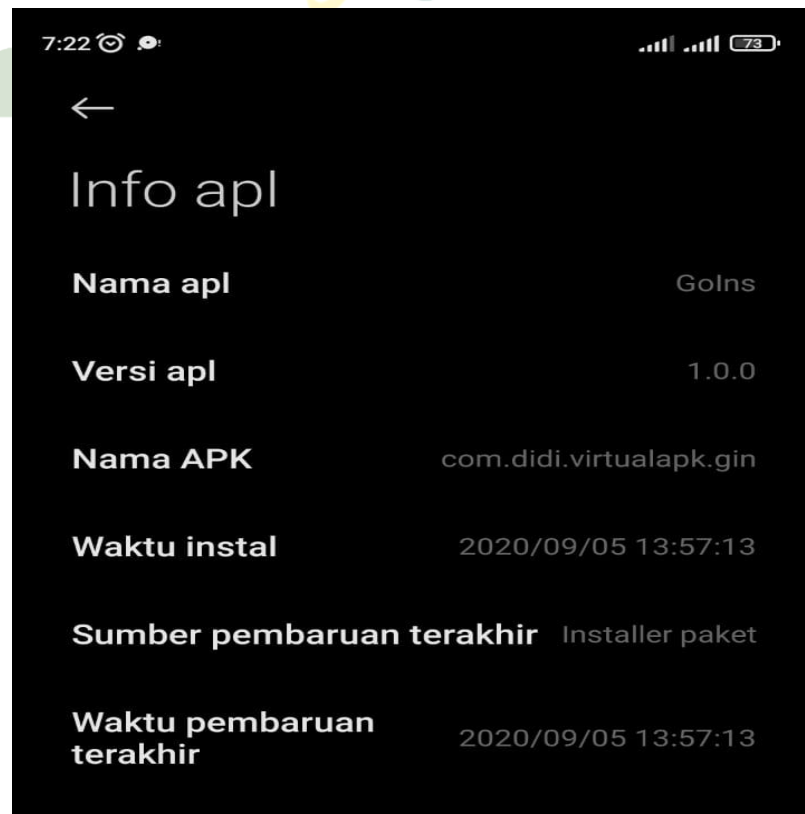 7:22
73
Info apl
Nama apl GoIns
Versi apl 1.0.0
Nama APK com.didi.virtualapk.gin
Waktu instal 2020/09/05 13:57:13
Sumber pembaruan terakhir Installer paket
Waktu pembaruan
terakhir 2020/09/05 13:57:13